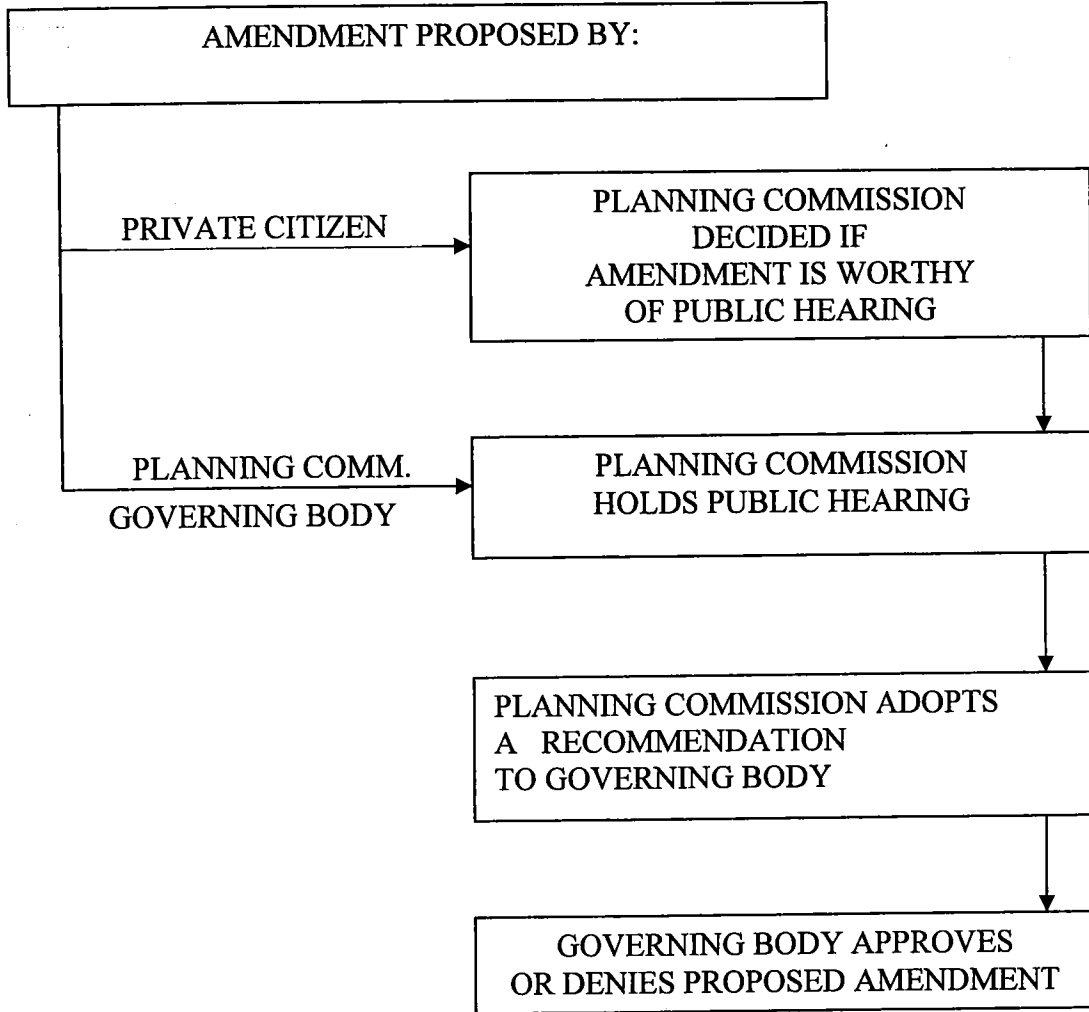 AMENDMENT PROPOSED BY:
PRIVATE CITIZEN
PLANNING COMMISSION
DECIDED IF
AMENDMENT IS WORTHY
OF PUBLIC HEARING
PLANNING COMM.
GOVERNING BODY
PLANNING COMMISSION
HOLDS PUBLIC HEARING
PLANNING COMMISSION ADOPTS
A RECOMMENDATION
TO GOVERNING BODY
GOVERNING BODY APPROVES
OR DENIES PROPOSED AMENDMENT